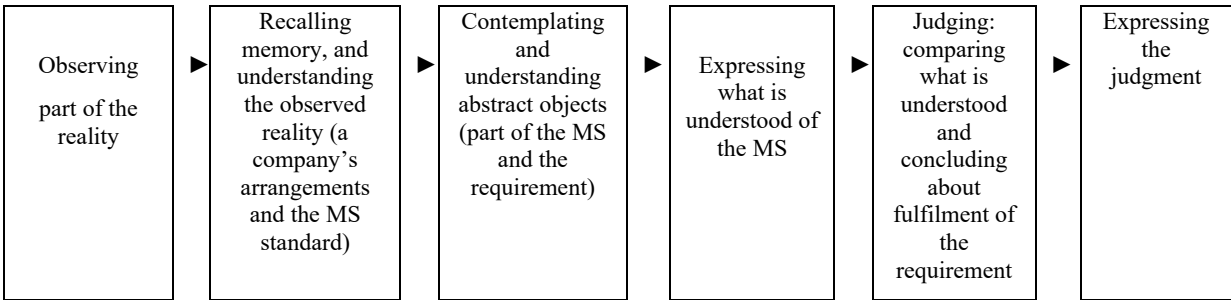 Observing
part of the
reality
►
Recalling
memory, and
understanding
the observed
reality (a
company’s
arrangements
and the MS
standard)
►
Contemplating
and
understanding
abstract objects
(part of the MS
and the
requirement)
►
Expressing
what is
understood of
the MS
►
Judging:
comparing
what is
understood
and
concluding
about
fulfilment of
the
requirement
►
Expressing
the
judgment